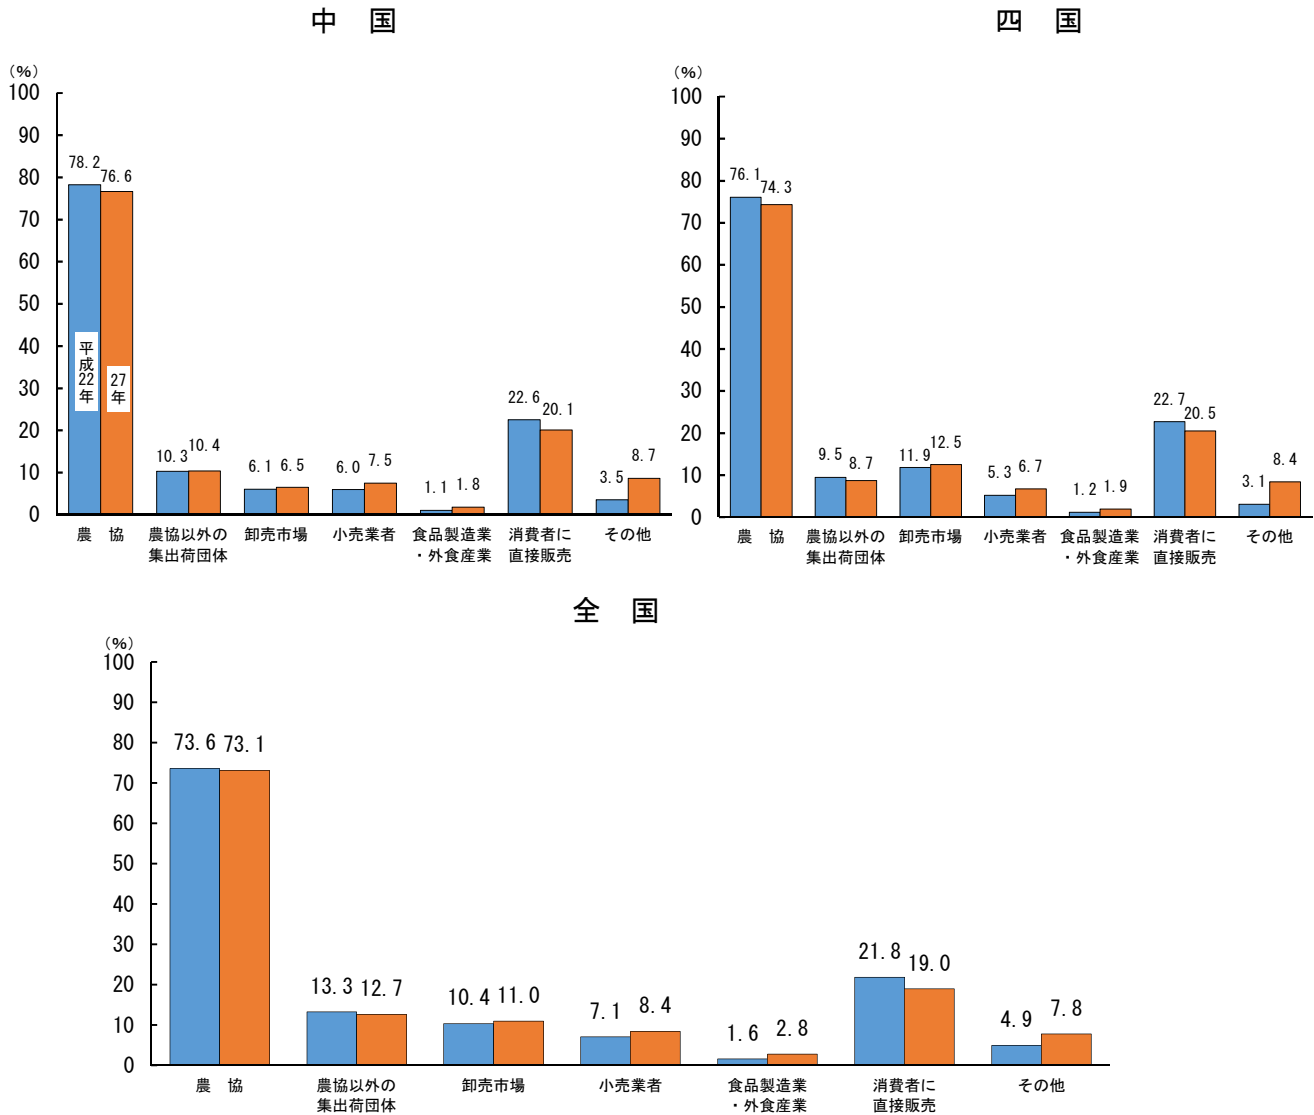 中　国
(%)
100
90
80
70
60
50
40
30
20
10
0
78.2
76.6
平成22年
27年
10.3
10.4
6.1
6.5
6.0
7.5
1.1
1.8
22.6
20.1
3.5
8.7
農　協
農協以外の
集出荷団体
卸売市場
小売業者
食品製造業
・外食産業
消費者に
直接販売
その他
四　国
(%)
100
90
80
70
60
50
40
30
20
10
0
76.1
74.3
9.5
8.7
11.9
12.5
5.3
6.7
1.2
1.9
22.7
20.5
3.1
8.4
農　協
農協以外の
集出荷団体
卸売市場
小売業者
食品製造業
・外食産業
消費者に
直接販売
その他
全　国
(%)
100
90
80
70
60
50
40
30
20
10
0
73.6
73.1
13.3
12.7
10.4
11.0
7.1
8.4
1.6
2.8
21.8
19.0
4.9
7.8
農　協
農協以外の
集出荷団体
卸売市場
小売業者
食品製造業
・外食産業
消費者に
直接販売
その他